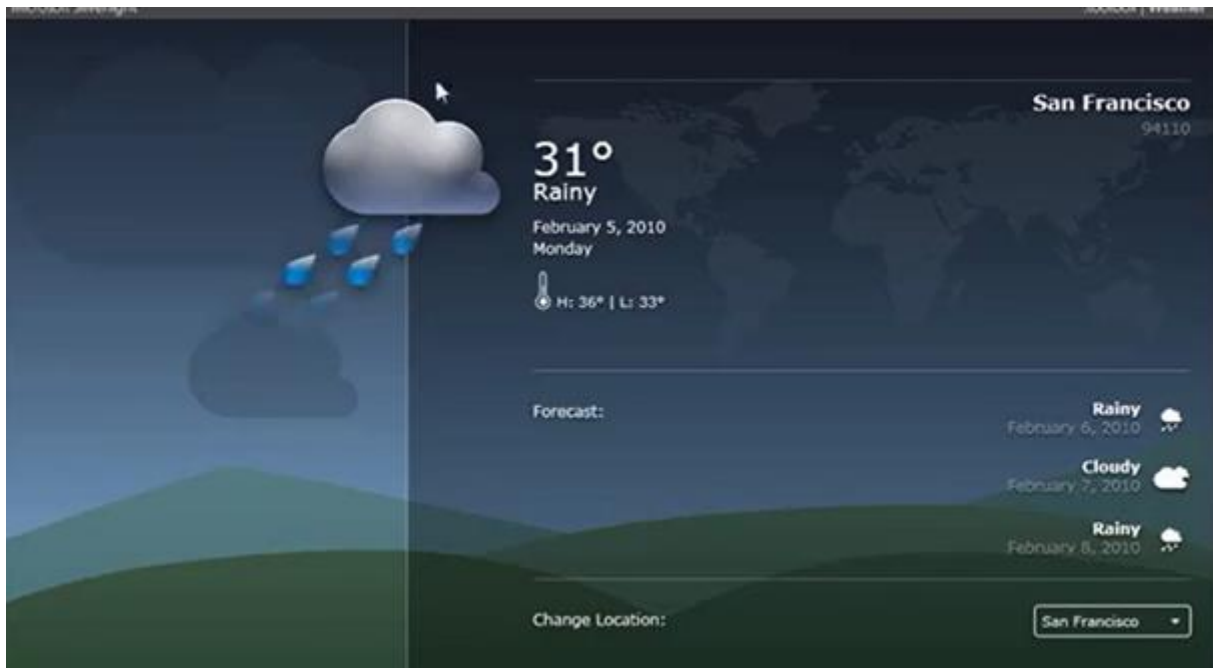 San Francisco
94110
31°
Rainy
February 5, 2010
Monday
H: 36° | L: 33°
Forecast:
Rainy
February 6, 2010
Cloudy
February 7, 2010
Rainy
February 8, 2010
Change Location:
San Francisco